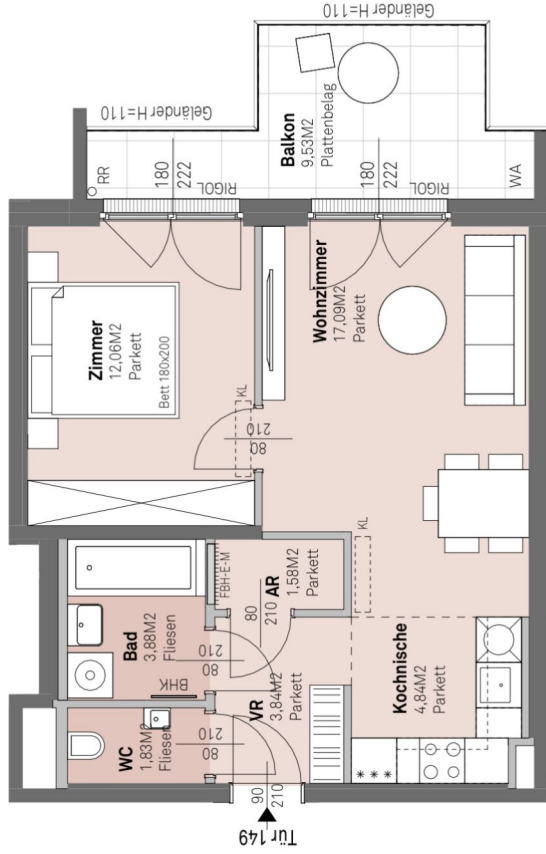 Geländer H=110
Geländer H=110
Balkon
9,53M2
Plattenbelag
RR
180
222
RIGOL
180
222
RIGOL
WA
Zimmer
12,06M2
Parkett
Bett 180x200
Wohnzimmer
17,09M2
Parkett
KL
80
210
KL
FBH-E-M
AR
1,58M2
Parkett
80
210
Bad
3,88M2
Fliesen
BHK
80
210
VR
3,84M2
Parkett
Kochnische
4,84M2
Parkett
WC
1,83M2
Fliesen
80
210
90
210
***
Tür 149